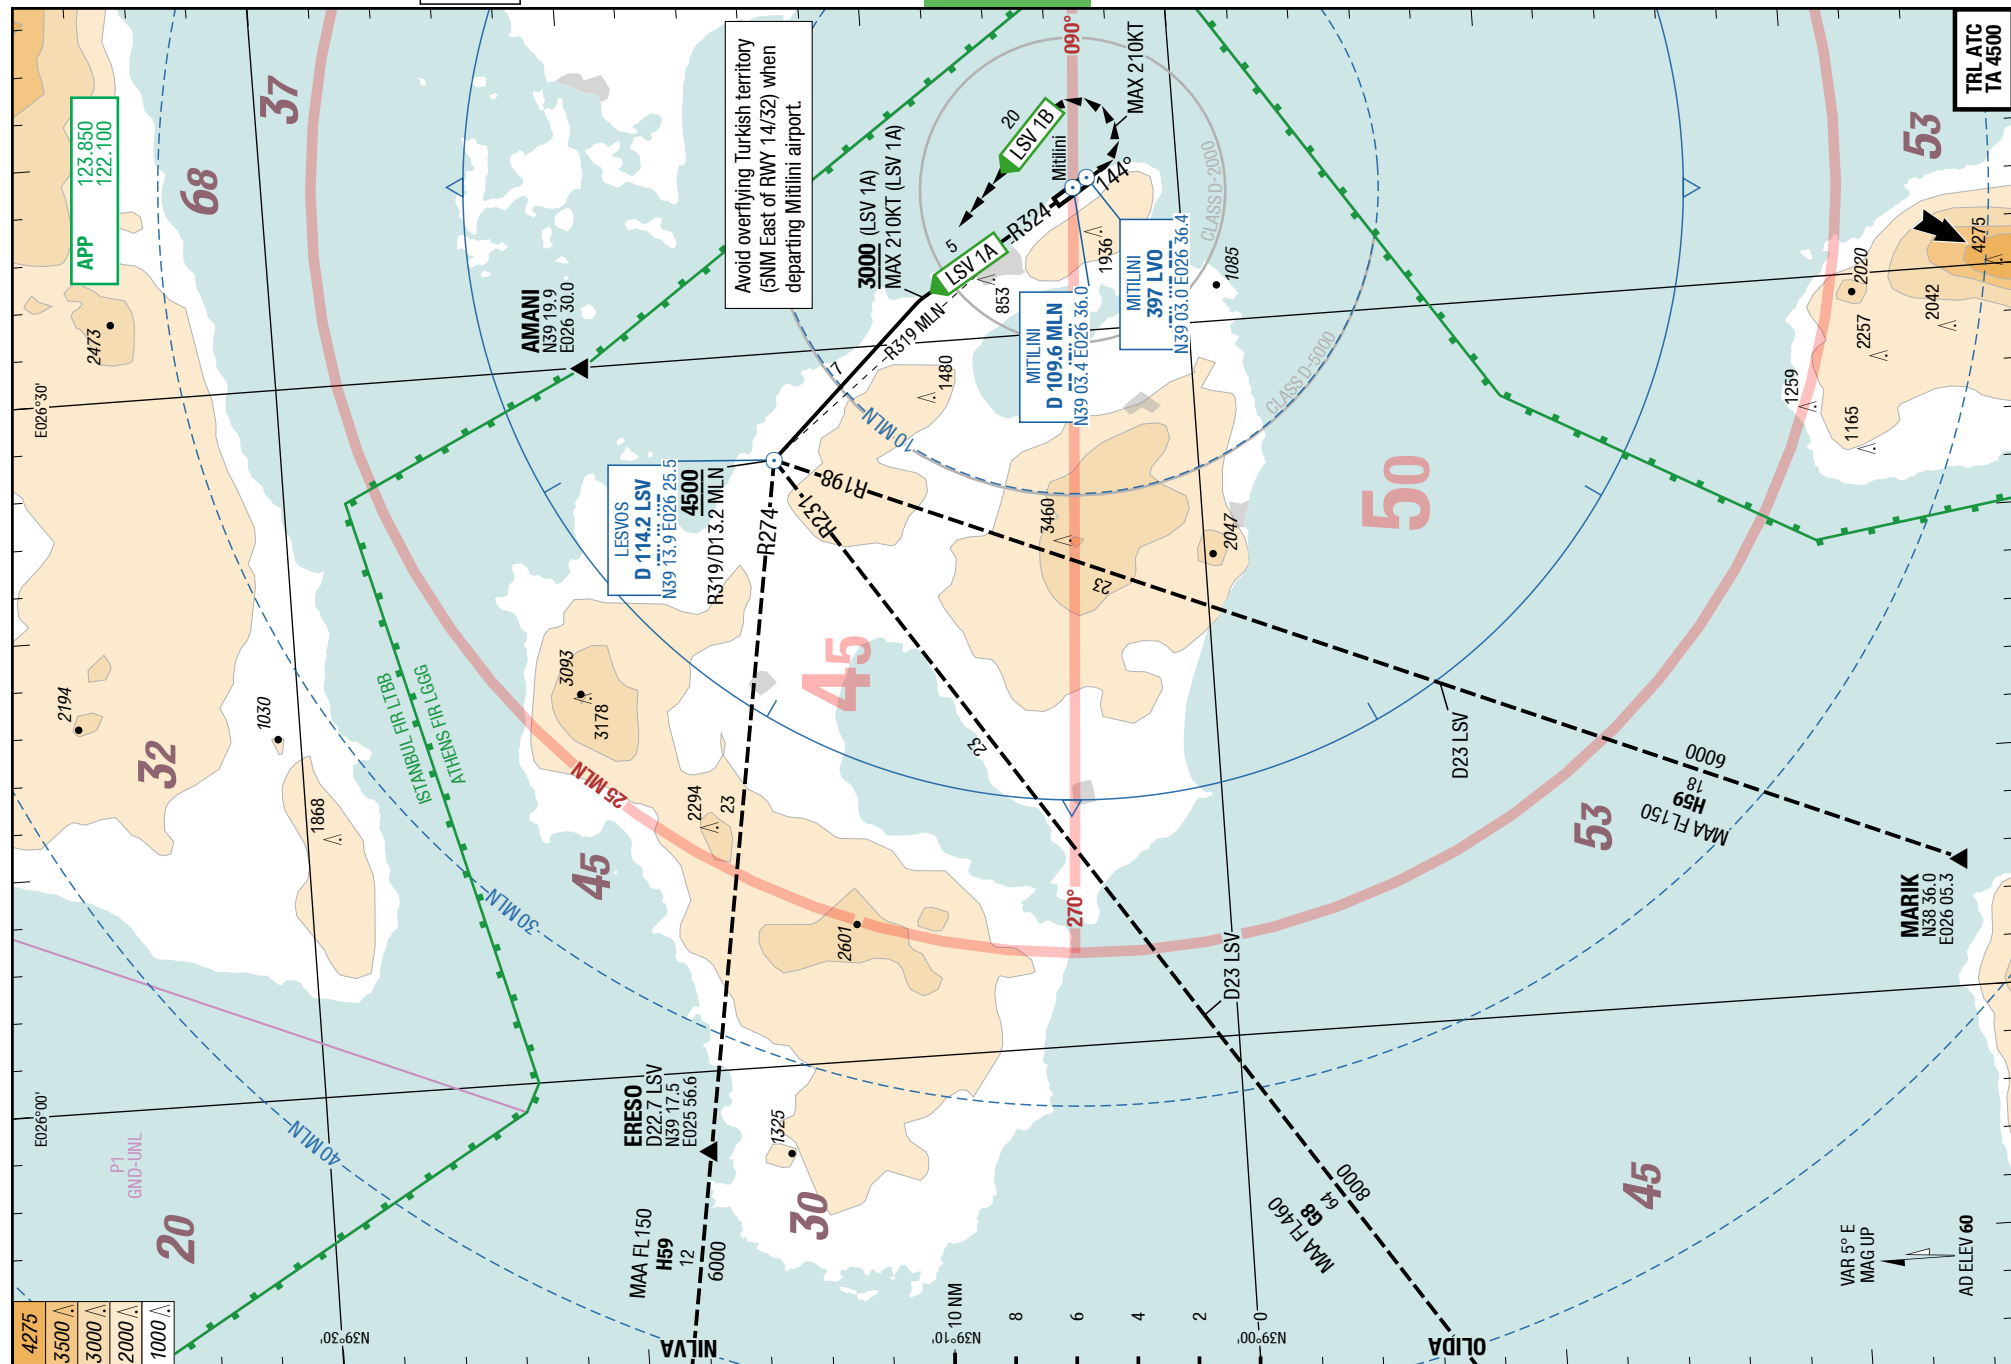 APP 123.850
122.100
37
68
Avoid overflying Turkish territory
(5NM East of RWY 14/32) when
departing Mitilini airport.
TRL ATC
TA 4500
53
090°
MAX 210KT
20
LSV 1B
Mitilini
144°
3000 (LSV 1A)
MAX 210KT (LSV 1A)
5
LSV 1A
R324
CLASS D-2000
1936
853
1085
MITILINI
397 LVO
N39 03.0 E026 36.4
MITILINI
D 109.6 MLN
N39 03.4 E026 36.0
R319 MLN
7
1480
10 MLN
CLASS D-5000
4275
2020
2042
2257
1259
1165
AMANI
N39 19.9
E026 30.0
2473
E026°30'
LESVOS
D 114.2 LSV
N39 13.9 E026 25.5
4500
R319/D13.2 MLN
R274
R231
R198
3460
2047
50
23
45
3093
3178
2194
1030
32
ISTANBUL FIR LTBB
ATHENS FIR LGGG
1868
25 MLN
2294
23
23
D23 LSV
6000
18
H59
MAA FL150
53
45
30 MLN
2601
270°
D23 LSV
MARIK
N38 36.0
E026 05.3
E026°00'
ERESO
D22.7 LSV
N39 17.5
E025 56.6
1325
P1
GND-UNL
40 MLN
20
30
MAA FL150
H59
12
6000
8000
64
G8
MAA FL460
45
VAR 5° E
MAG UP
AD ELEV 60
4275
3500
3000
2000
1000
N39°30'
NILVA
N39°10'
10 NM
8
6
4
2
0
N39°00'
OLIDA